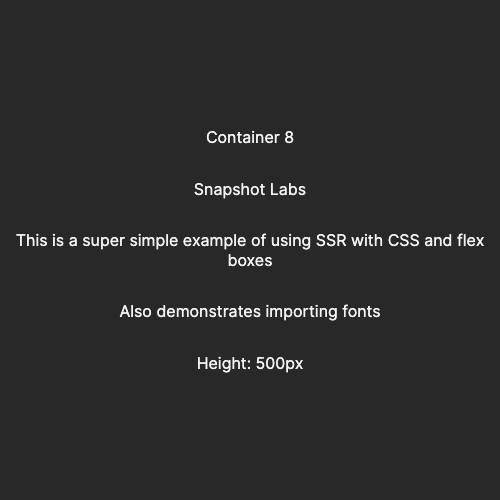 Container 8
Snapshot Labs
This is a super simple example of using SSR with CSS and flex
boxes
Also demonstrates importing fonts
Height: 500px